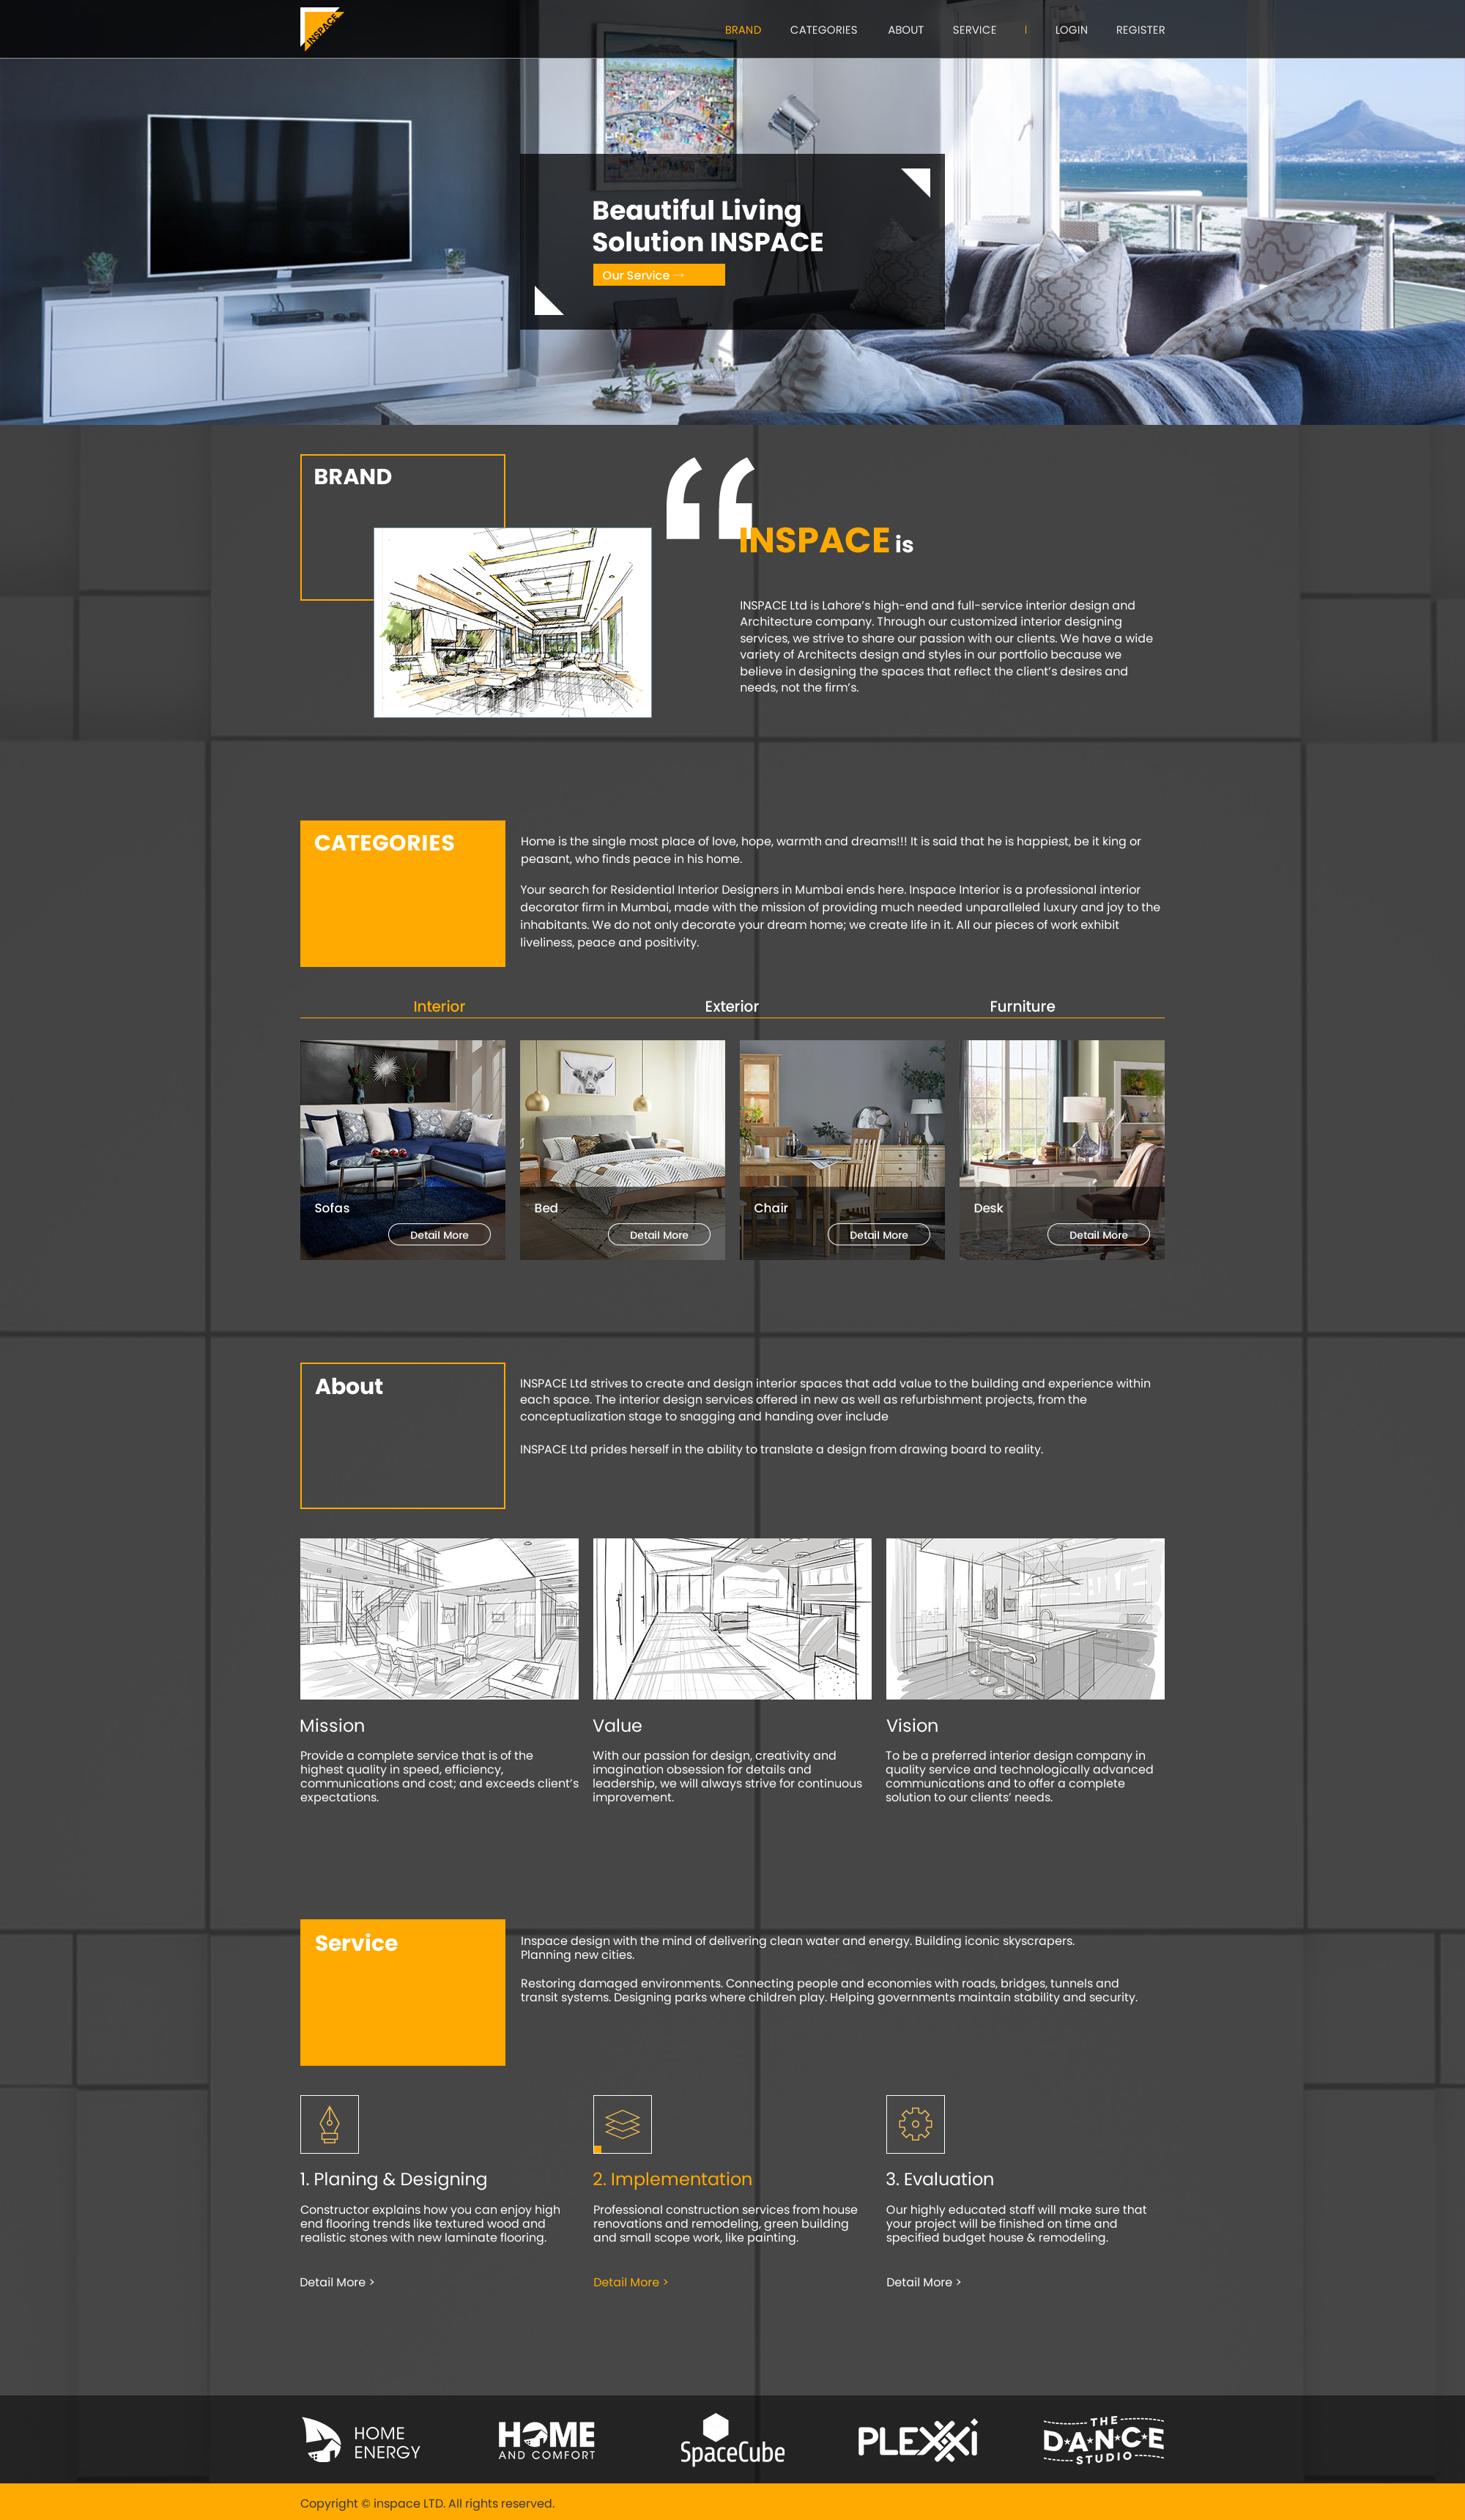 INSPACE
BRAND CATEGORIES ABOUT SERVICE | LOGIN REGISTER
Beautiful Living
Solution INSPACE
Our Service →
BRAND
“
INSPACE is
INSPACE Ltd is Lahore’s high-end and full-service interior design and
Architecture company. Through our customized interior designing
services, we strive to share our passion with our clients. We have a wide
variety of Architects design and styles in our portfolio because we
believe in designing the spaces that reflect the client’s desires and
needs, not the firm’s.
CATEGORIES
Home is the single most place of love, hope, warmth and dreams!!! It is said that he is happiest, be it king or
peasant, who finds peace in his home.
Your search for Residential Interior Designers in Mumbai ends here. Inspace Interior is a professional interior
decorator firm in Mumbai, made with the mission of providing much needed unparalleled luxury and joy to the
inhabitants. We do not only decorate your dream home; we create life in it. All our pieces of work exhibit
liveliness, peace and positivity.
Interior Exterior Furniture
Sofas
Detail More
Bed
Detail More
Chair
Detail More
Desk
Detail More
About
INSPACE Ltd strives to create and design interior spaces that add value to the building and experience within
each space. The interior design services offered in new as well as refurbishment projects, from the
conceptualization stage to snagging and handing over include
INSPACE Ltd prides herself in the ability to translate a design from drawing board to reality.
Mission
Provide a complete service that is of the
highest quality in speed, efficiency,
communications and cost; and exceeds client’s
expectations.
Value
With our passion for design, creativity and
imagination obsession for details and
leadership, we will always strive for continuous
improvement.
Vision
To be a preferred interior design company in
quality service and technologically advanced
communications and to offer a complete
solution to our clients’ needs.
Service
Inspace design with the mind of delivering clean water and energy. Building iconic skyscrapers.
Planning new cities.
Restoring damaged environments. Connecting people and economies with roads, bridges, tunnels and
transit systems. Designing parks where children play. Helping governments maintain stability and security.
1. Planing & Designing
Constructor explains how you can enjoy high
end flooring trends like textured wood and
realistic stones with new laminate flooring.
Detail More >
2. Implementation
Professional construction services from house
renovations and remodeling, green building
and small scope work, like painting.
Detail More >
3. Evaluation
Our highly educated staff will make sure that
your project will be finished on time and
specified budget house & remodeling.
Detail More >
HOME
ENERGY
HOME
AND COMFORT
SpaceCube
PLEXXi
THE
DANCE
STUDIO
Copyright © inspace LTD. All rights reserved.